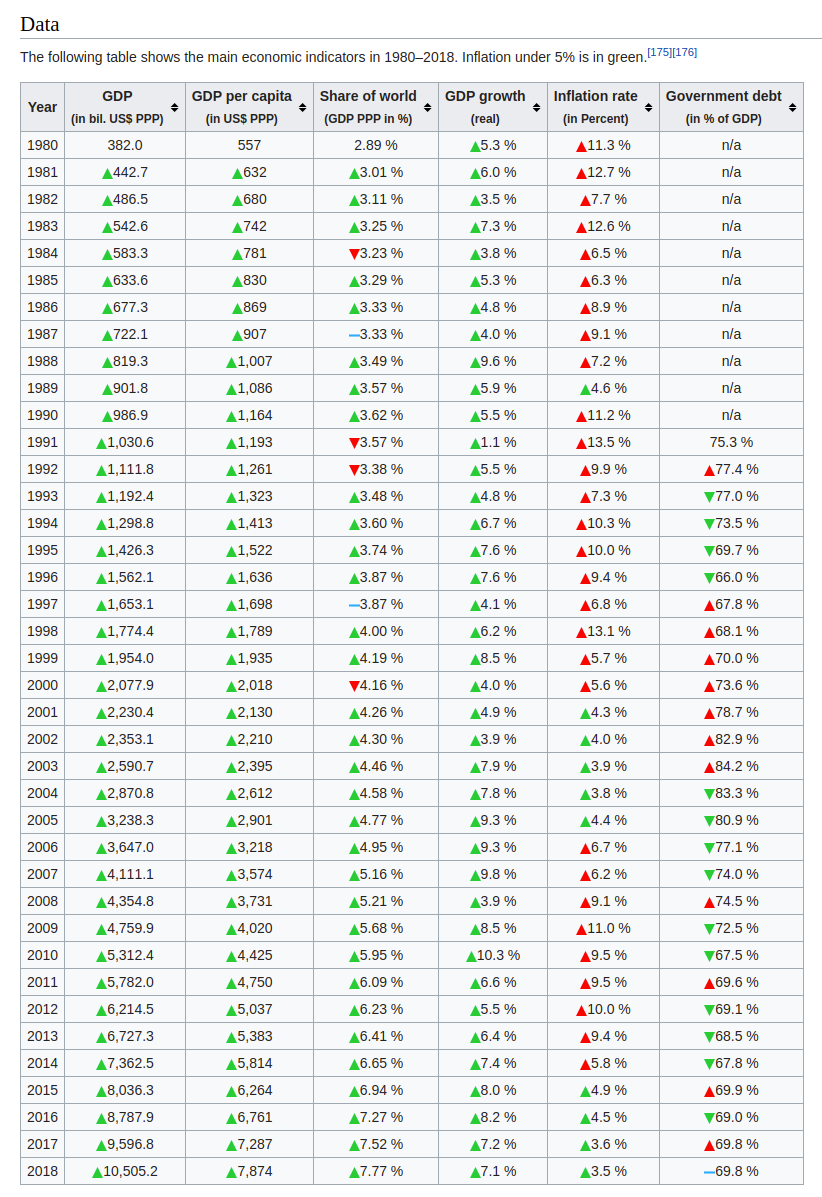 Data
The following table shows the main economic indicators in 1980–2018. Inflation under 5% is in green.[175][176]
Year GDP (in bil. US$ PPP) GDP per capita (in US$ PPP) Share of world (GDP PPP in %) GDP growth (real) Inflation rate (in Percent) Government debt (in % of GDP)
1980 382.0 557 2.89 % ▲5.3 % ▲11.3 % n/a
1981 ▲442.7 ▲632 ▲3.01 % ▲6.0 % ▲12.7 % n/a
1982 ▲486.5 ▲680 ▲3.11 % ▲3.5 % ▲7.7 % n/a
1983 ▲542.6 ▲742 ▲3.25 % ▲7.3 % ▲12.6 % n/a
1984 ▲583.3 ▲781 ▼3.23 % ▲3.8 % ▲6.5 % n/a
1985 ▲633.6 ▲830 ▲3.29 % ▲5.3 % ▲6.3 % n/a
1986 ▲677.3 ▲869 ▲3.33 % ▲4.8 % ▲8.9 % n/a
1987 ▲722.1 ▲907 —3.33 % ▲4.0 % ▲9.1 % n/a
1988 ▲819.3 ▲1,007 ▲3.49 % ▲9.6 % ▲7.2 % n/a
1989 ▲901.8 ▲1,086 ▲3.57 % ▲5.9 % ▲4.6 % n/a
1990 ▲986.9 ▲1,164 ▲3.62 % ▲5.5 % ▲11.2 % n/a
1991 ▲1,030.6 ▲1,193 ▼3.57 % ▲1.1 % ▲13.5 % 75.3 %
1992 ▲1,111.8 ▲1,261 ▼3.38 % ▲5.5 % ▲9.9 % ▲77.4 %
1993 ▲1,192.4 ▲1,323 ▲3.48 % ▲4.8 % ▲7.3 % ▼77.0 %
1994 ▲1,298.8 ▲1,413 ▲3.60 % ▲6.7 % ▲10.3 % ▼73.5 %
1995 ▲1,426.3 ▲1,522 ▲3.74 % ▲7.6 % ▲10.0 % ▼69.7 %
1996 ▲1,562.1 ▲1,636 ▲3.87 % ▲7.6 % ▲9.4 % ▼66.0 %
1997 ▲1,653.1 ▲1,698 —3.87 % ▲4.1 % ▲6.8 % ▲67.8 %
1998 ▲1,774.4 ▲1,789 ▲4.00 % ▲6.2 % ▲13.1 % ▲68.1 %
1999 ▲1,954.0 ▲1,935 ▲4.19 % ▲8.5 % ▲5.7 % ▲70.0 %
2000 ▲2,077.9 ▲2,018 ▼4.16 % ▲4.0 % ▲5.6 % ▲73.6 %
2001 ▲2,230.4 ▲2,130 ▲4.26 % ▲4.9 % ▲4.3 % ▲78.7 %
2002 ▲2,353.1 ▲2,210 ▲4.30 % ▲3.9 % ▲4.0 % ▲82.9 %
2003 ▲2,590.7 ▲2,395 ▲4.46 % ▲7.9 % ▲3.9 % ▲84.2 %
2004 ▲2,870.8 ▲2,612 ▲4.58 % ▲7.8 % ▲3.8 % ▼83.3 %
2005 ▲3,238.3 ▲2,901 ▲4.77 % ▲9.3 % ▲4.4 % ▼80.9 %
2006 ▲3,647.0 ▲3,218 ▲4.95 % ▲9.3 % ▲6.7 % ▼77.1 %
2007 ▲4,111.1 ▲3,574 ▲5.16 % ▲9.8 % ▲6.2 % ▼74.0 %
2008 ▲4,354.8 ▲3,731 ▲5.21 % ▲3.9 % ▲9.1 % ▲74.5 %
2009 ▲4,759.9 ▲4,020 ▲5.68 % ▲8.5 % ▲11.0 % ▼72.5 %
2010 ▲5,312.4 ▲4,425 ▲5.95 % ▲10.3 % ▲9.5 % ▼67.5 %
2011 ▲5,782.0 ▲4,750 ▲6.09 % ▲6.6 % ▲9.5 % ▲69.6 %
2012 ▲6,214.5 ▲5,037 ▲6.23 % ▲5.5 % ▲10.0 % ▼69.1 %
2013 ▲6,727.3 ▲5,383 ▲6.41 % ▲6.4 % ▲9.4 % ▼68.5 %
2014 ▲7,362.5 ▲5,814 ▲6.65 % ▲7.4 % ▲5.8 % ▼67.8 %
2015 ▲8,036.3 ▲6,264 ▲6.94 % ▲8.0 % ▲4.9 % ▲69.9 %
2016 ▲8,787.9 ▲6,761 ▲7.27 % ▲8.2 % ▲4.5 % ▼69.0 %
2017 ▲9,596.8 ▲7,287 ▲7.52 % ▲7.2 % ▲3.6 % ▲69.8 %
2018 ▲10,505.2 ▲7,874 ▲7.77 % ▲7.1 % ▲3.5 % —69.8 %